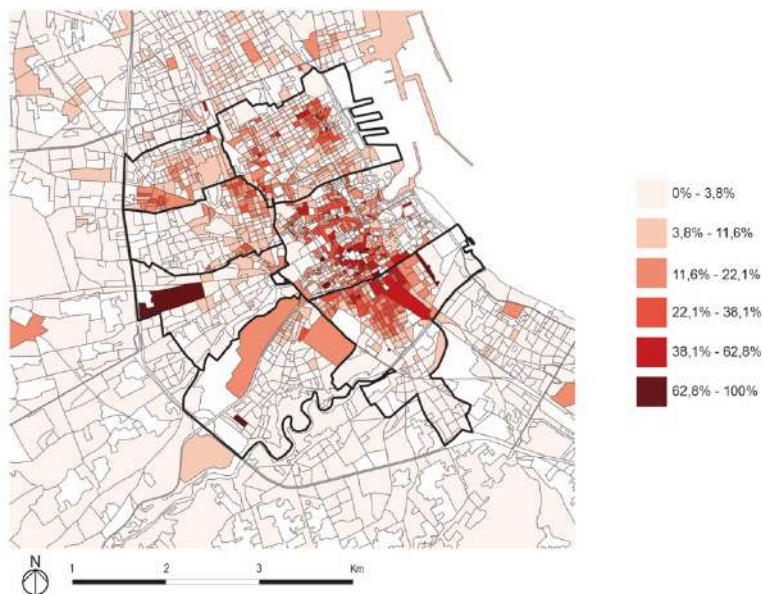 0% - 3,8%
3,8% - 11,6%
11,6% - 22,1%
22,1% - 38,1%
38,1% - 62,8%
62,8% - 100%
N
1 2 3 Km